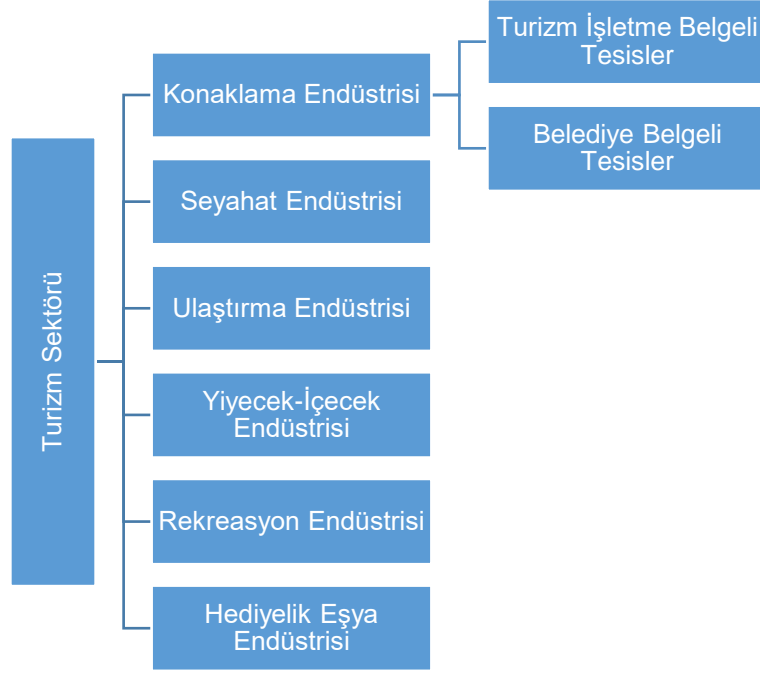 Turizm Sektörü
Konaklama Endüstrisi
Turizm İşletme Belgeli
Tesisler
Belediye Belgeli
Tesisler
Seyahat Endüstrisi
Ulaştırma Endüstrisi
Yiyecek-İçecek
Endüstrisi
Rekreasyon Endüstrisi
Hediyelik Eşya
Endüstrisi